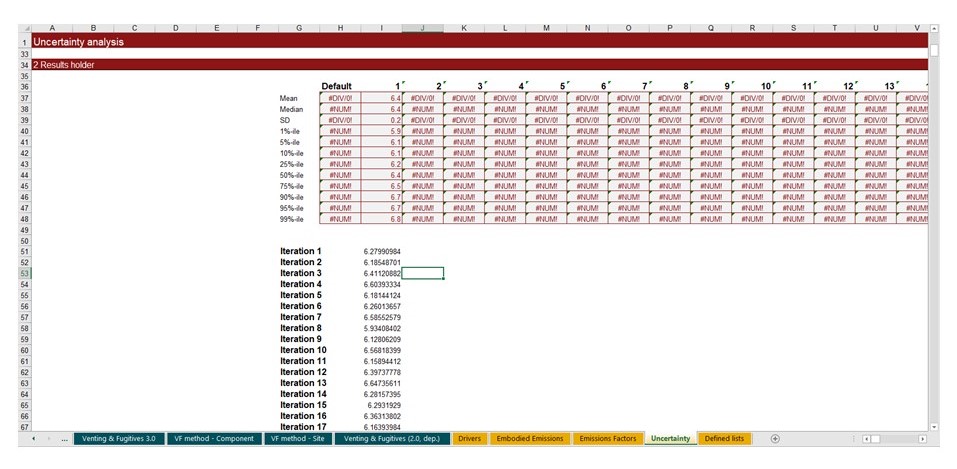 A B C D E F G H I J K L M N O P Q R S T U V
1 Uncertainty analysis
33
34 2 Results holder
35
36 Default 1 2 3 4 5 6 7 8 9 10 11 12 13
37 Mean #DIV/0! 6.4 #DIV/0! #DIV/0! #DIV/0! #DIV/0! #DIV/0! #DIV/0! #DIV/0! #DIV/0! #DIV/0! #DIV/0! #DIV/0! #DIV/0! #DIV/0!
38 Median #NUM! 6.4 #NUM! #NUM! #NUM! #NUM! #NUM! #NUM! #NUM! #NUM! #NUM! #NUM! #NUM! #NUM! #NUM!
39 SD #DIV/0! 0.2 #DIV/0! #DIV/0! #DIV/0! #DIV/0! #DIV/0! #DIV/0! #DIV/0! #DIV/0! #DIV/0! #DIV/0! #DIV/0! #DIV/0! #DIV/0!
40 1%-ile #NUM! 5.9 #NUM! #NUM! #NUM! #NUM! #NUM! #NUM! #NUM! #NUM! #NUM! #NUM! #NUM! #NUM! #NUM!
41 5%-ile #NUM! 6.1 #NUM! #NUM! #NUM! #NUM! #NUM! #NUM! #NUM! #NUM! #NUM! #NUM! #NUM! #NUM! #NUM!
42 10%-ile #NUM! 6.1 #NUM! #NUM! #NUM! #NUM! #NUM! #NUM! #NUM! #NUM! #NUM! #NUM! #NUM! #NUM! #NUM!
43 25%-ile #NUM! 6.2 #NUM! #NUM! #NUM! #NUM! #NUM! #NUM! #NUM! #NUM! #NUM! #NUM! #NUM! #NUM! #NUM!
44 50%-ile #NUM! 6.4 #NUM! #NUM! #NUM! #NUM! #NUM! #NUM! #NUM! #NUM! #NUM! #NUM! #NUM! #NUM! #NUM!
45 75%-ile #NUM! 6.5 #NUM! #NUM! #NUM! #NUM! #NUM! #NUM! #NUM! #NUM! #NUM! #NUM! #NUM! #NUM! #NUM!
46 90%-ile #NUM! 6.7 #NUM! #NUM! #NUM! #NUM! #NUM! #NUM! #NUM! #NUM! #NUM! #NUM! #NUM! #NUM! #NUM!
47 95%-ile #NUM! 6.7 #NUM! #NUM! #NUM! #NUM! #NUM! #NUM! #NUM! #NUM! #NUM! #NUM! #NUM! #NUM! #NUM!
48 99%-ile #NUM! 6.8 #NUM! #NUM! #NUM! #NUM! #NUM! #NUM! #NUM! #NUM! #NUM! #NUM! #NUM! #NUM! #NUM!
49
50
51 Iteration 1 6.27990984
52 Iteration 2 6.18548701
53 Iteration 3 6.41120882
54 Iteration 4 6.60393334
55 Iteration 5 6.18144124
56 Iteration 6 6.26013657
57 Iteration 7 6.58552579
58 Iteration 8 5.93408402
59 Iteration 9 6.12806209
60 Iteration 10 6.56818399
61 Iteration 11 6.15894412
62 Iteration 12 6.39737778
63 Iteration 13 6.64735611
64 Iteration 14 6.28157395
65 Iteration 15 6.2931929
66 Iteration 16 6.36313802
67 Iteration 17 6.16393984
... Venting & Fugitives 3.0 VF method - Component VF method - Site Venting & Fugitives (2.0, dep.) Drivers Embodied Emissions Emissions Factors Uncertainty Defined lists